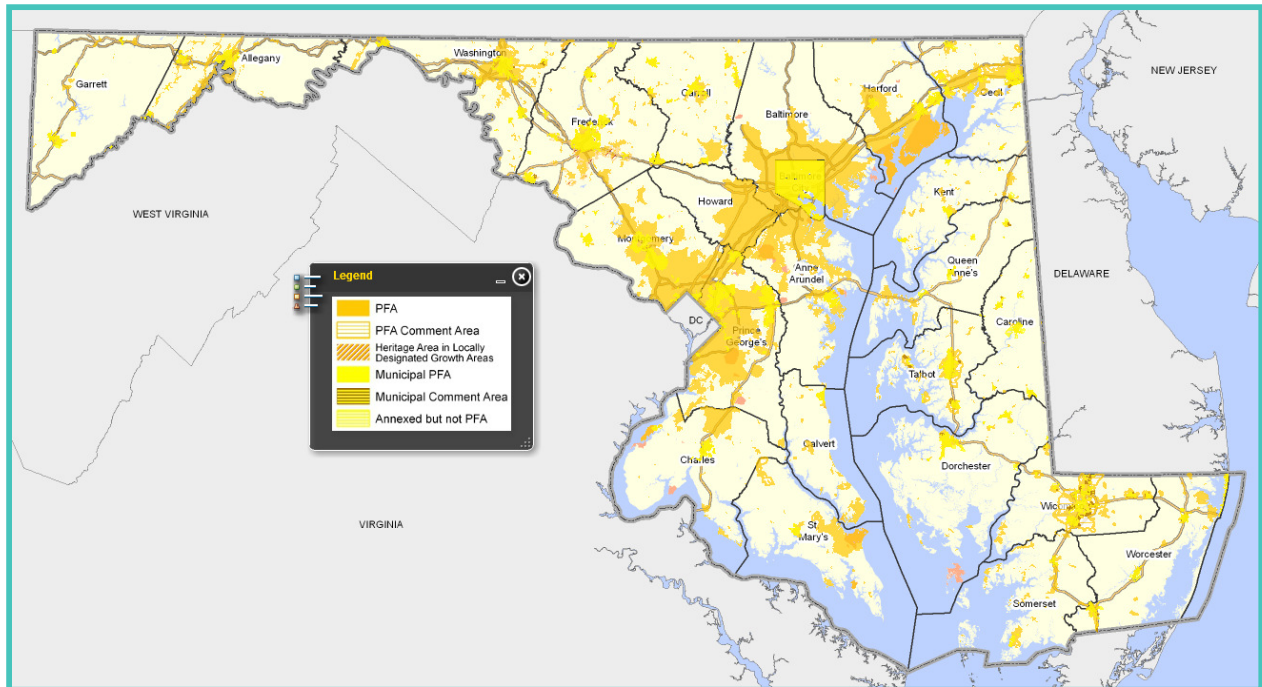 Garrett
Allegany
Washington
Frederick
Carroll
Baltimore
Harford
Cecil
NEW JERSEY
Baltimore
City
Howard
Kent
WEST VIRGINIA
Montgomery
Anne
Arundel
Queen
Anne's
DELAWARE
Legend
PFA
PFA Comment Area
Heritage Area in Locally
Designated Growth Areas
Municipal PFA
Municipal Comment Area
Annexed but not PFA
DC
Prince
George's
Caroline
Talbot
Calvert
Charles
Dorchester
VIRGINIA
St
Mary's
Worcester
Somerset